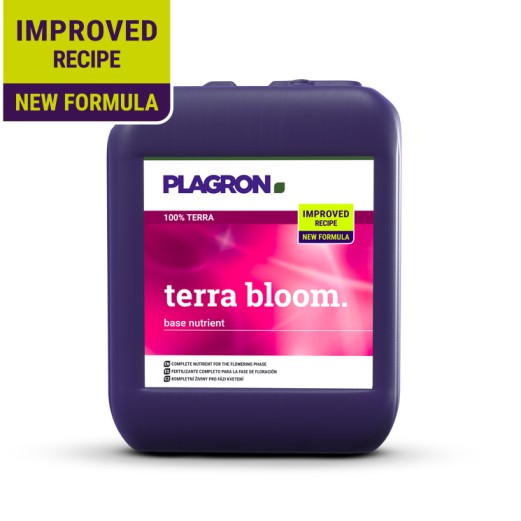 IMPROVED
RECIPE
NEW FORMULA
PLAGRON
100% TERRA
IMPROVED
RECIPE
NEW FORMULA
terra bloom.
base nutrient
COMPLETE NUTRIENT FOR THE FLOWERING PHASE
FERTILIZANTE COMPLETO PARA LA FASE DE FLORACIÓN
KOMPLETNÍ ŽIVINY PRO FÁZI KVETENÍ